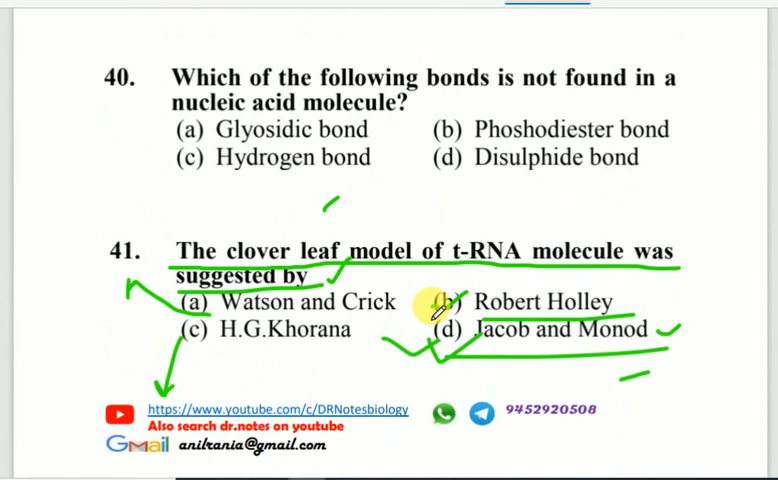 40. Which of the following bonds is not found in a
nucleic acid molecule?
(a) Glyosidic bond (b) Phoshodiester bond
(c) Hydrogen bond (d) Disulphide bond
41. The clover leaf model of t-RNA molecule was
suggested by
(a) Watson and Crick (b) Robert Holley
(c) H.G.Khorana (d) Jacob and Monod
https://www.youtube.com/c/DRNotesbiology 9452920508
Also search dr.notes on youtube
GMail anilrania@gmail.com